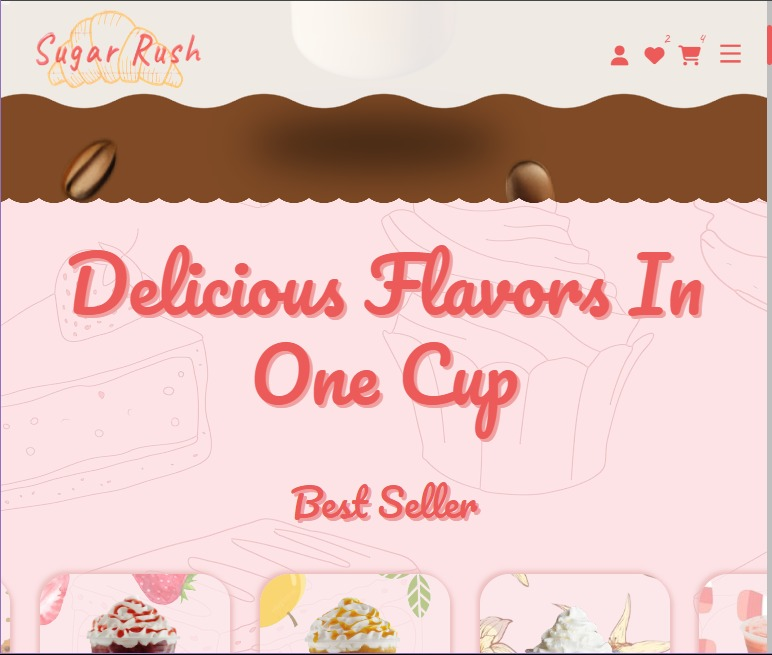 Sugar Rush
2
4
Delicious Flavors In
One Cup
Best Seller